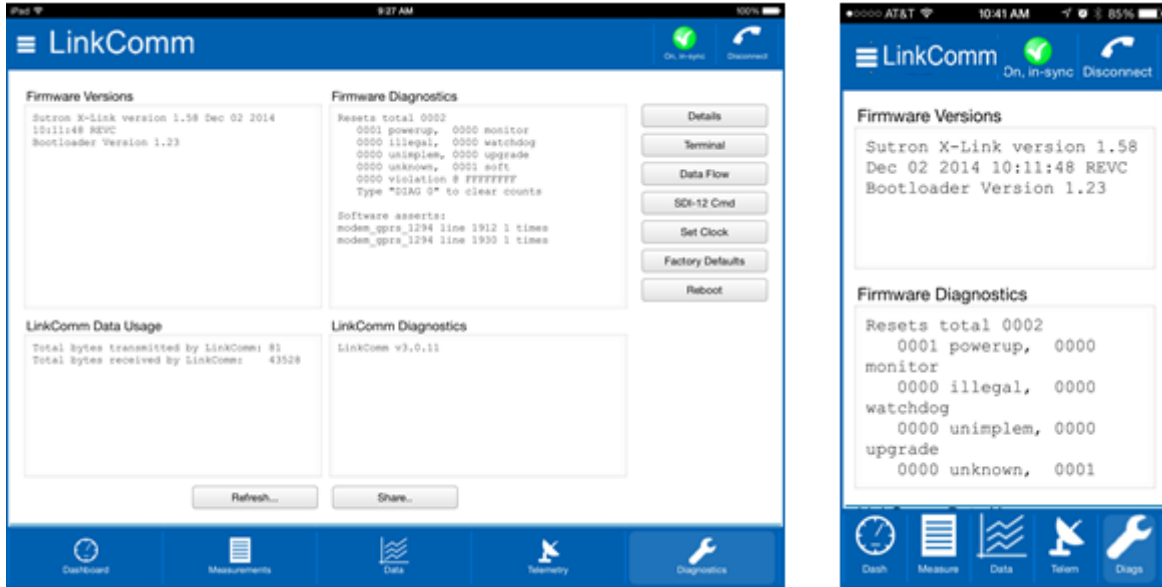 iPad 9:27 AM 100%
LinkComm
On, in-sync Disconnect
Firmware Versions
Sutron X-Link version 1.58 Dec 02 2014
10:11:48 REVC
Bootloader Version 1.23
Firmware Diagnostics
Resets total 0002
0001 powerup, 0000 monitor
0000 illegal, 0000 watchdog
0000 unimplem, 0000 upgrade
0000 unknown, 0001 soft
0000 violation @ FFFFFFFF
Type "DIAG 0" to clear counts
Software asserts:
modem_gprs_1294 line 1912 1 times
modem_gprs_1294 line 1930 1 times
Details
Terminal
Data Flow
SDI-12 Cmd
Set Clock
Factory Defaults
Reboot
LinkComm Data Usage
Total bytes transmitted by LinkComm: 81
Total bytes received by LinkComm: 43528
LinkComm Diagnostics
LinkComm v3.0.11
Refresh...
Share..
Dashboard Measurements Data Telemetry Diagnostics
AT&T 10:41 AM 85%
LinkComm
On, in-sync Disconnect
Firmware Versions
Sutron X-Link version 1.58
Dec 02 2014 10:11:48 REVC
Bootloader Version 1.23
Firmware Diagnostics
Resets total 0002
0001 powerup, 0000
monitor
0000 illegal, 0000
watchdog
0000 unimplem, 0000
upgrade
0000 unknown, 0001
Dash Measure Data Telem Diags